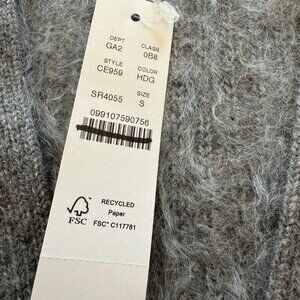 DEPT CLASS
GA2 0B8
STYLE COLOR
CE959 HDG
SIZE
SR4055 S
099107590756
RECYCLED
Paper
FSC® C117781
FSC